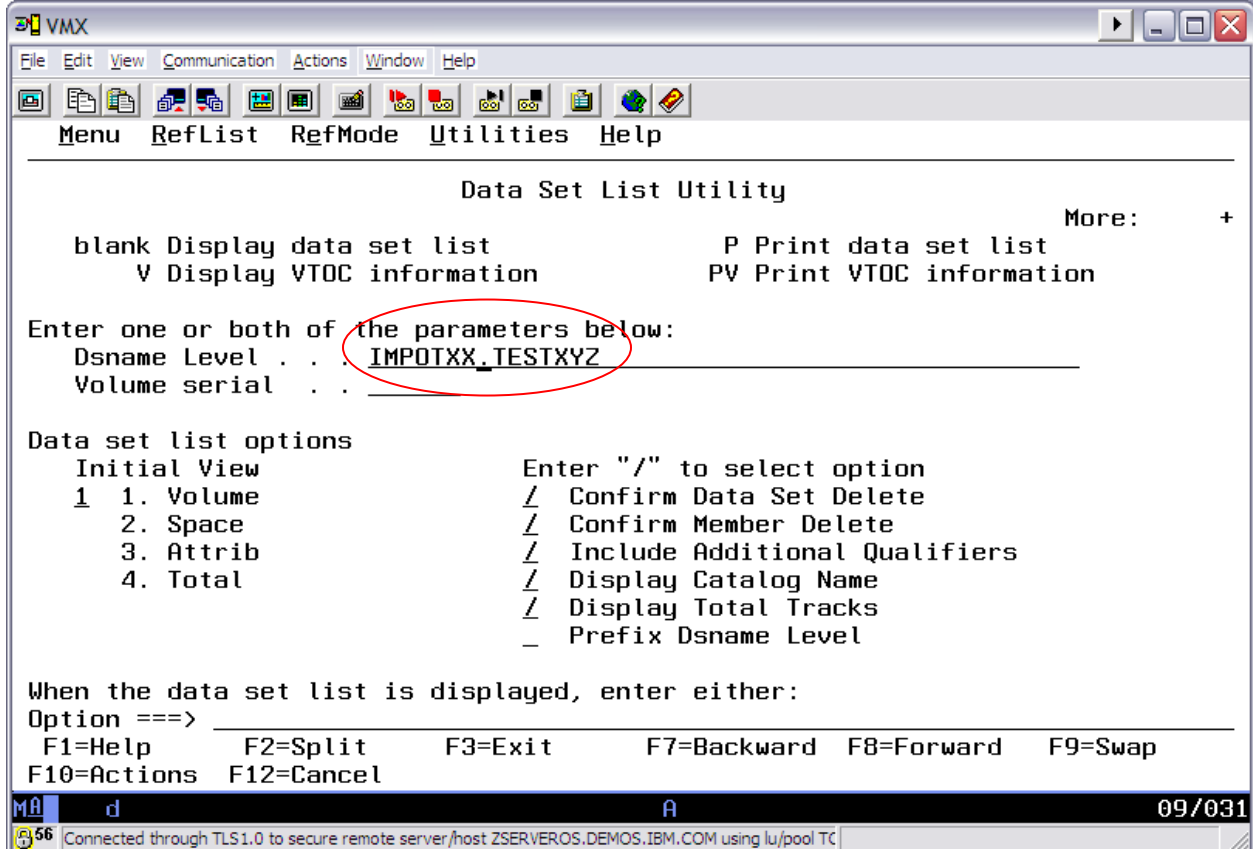 VMX
File Edit View Communication Actions Window Help
Menu RefList RefMode Utilities Help
Data Set List Utility
More: +
blank Display data set list P Print data set list
V Display VTOC information PV Print VTOC information
Enter one or both of the parameters below:
Dsname Level . . . IMPOTXX.TESTXYZ
Volume serial . .
Data set list options
Initial View Enter "/" to select option
1 1. Volume / Confirm Data Set Delete
2. Space / Confirm Member Delete
3. Attrib / Include Additional Qualifiers
4. Total / Display Catalog Name
/ Display Total Tracks
_ Prefix Dsname Level
When the data set list is displayed, enter either:
Option ===>
F1=Help F2=Split F3=Exit F7=Backward F8=Forward F9=Swap
F10=Actions F12=Cancel
MA d A 09/031
56 Connected through TLS1.0 to secure remote server/host ZSERVEROS.DEMOS.IBM.COM using lu/pool TC